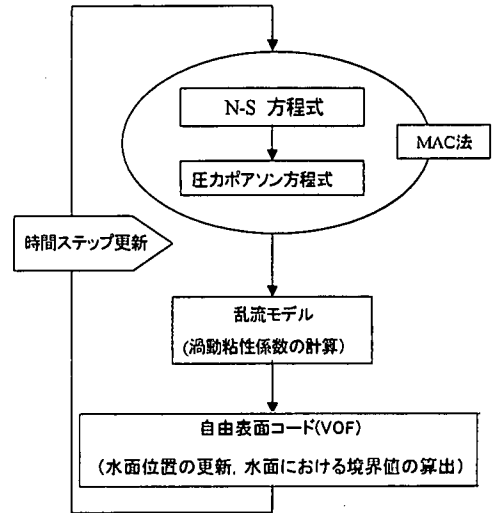 N-S 方程式
MAC法
圧力ポアソン方程式
時間ステップ更新
乱流モデル
(渦動粘性係数の計算)
自由表面コード(VOF)
(水面位置の更新, 水面における境界値の算出)